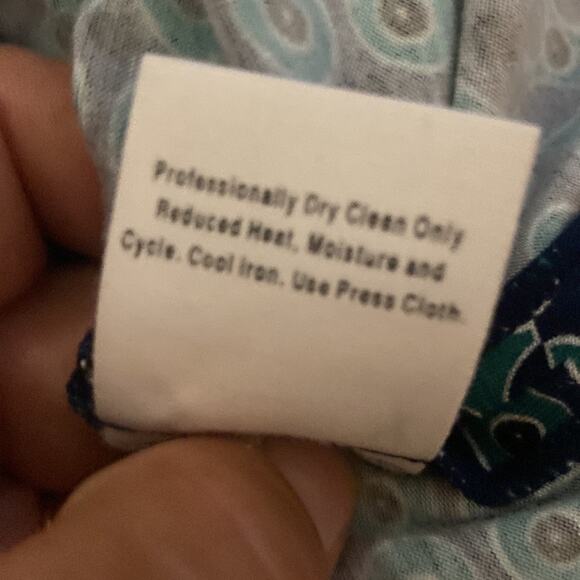 Professionally Dry Clean Only
Reduced Heat, Moisture and
Cycle. Cool Iron. Use Press Cloth.